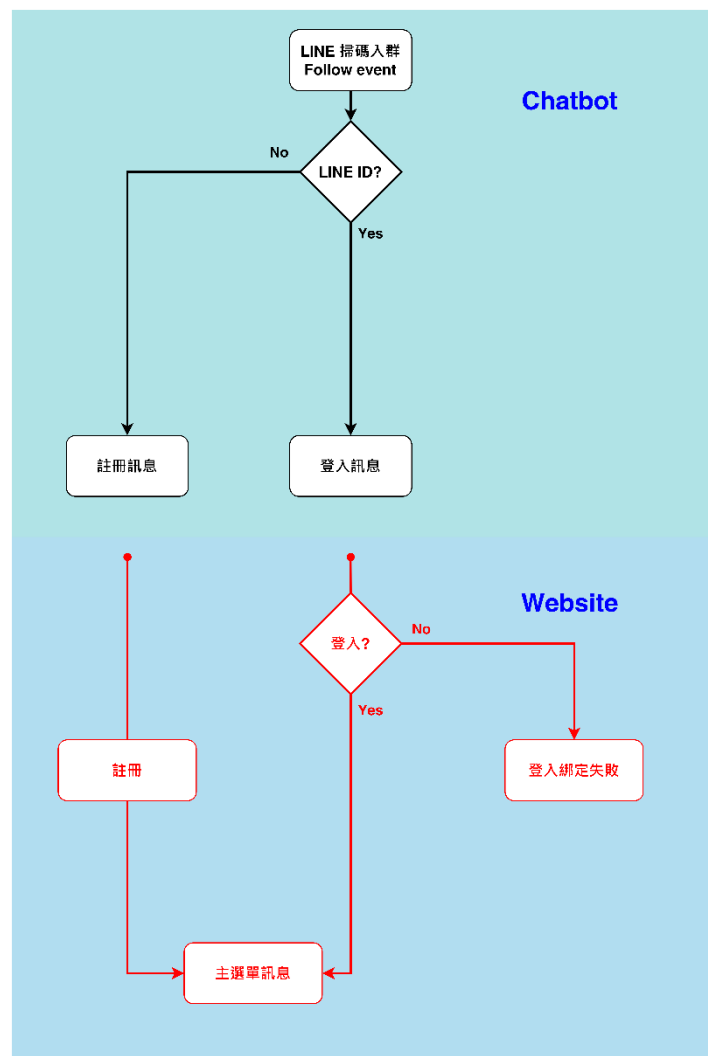 LINE 掃碼入群
Follow event
Chatbot
No
LINE ID?
Yes
註冊訊息
登入訊息
Website
登入?
No
Yes
註冊
登入綁定失敗
主選單訊息